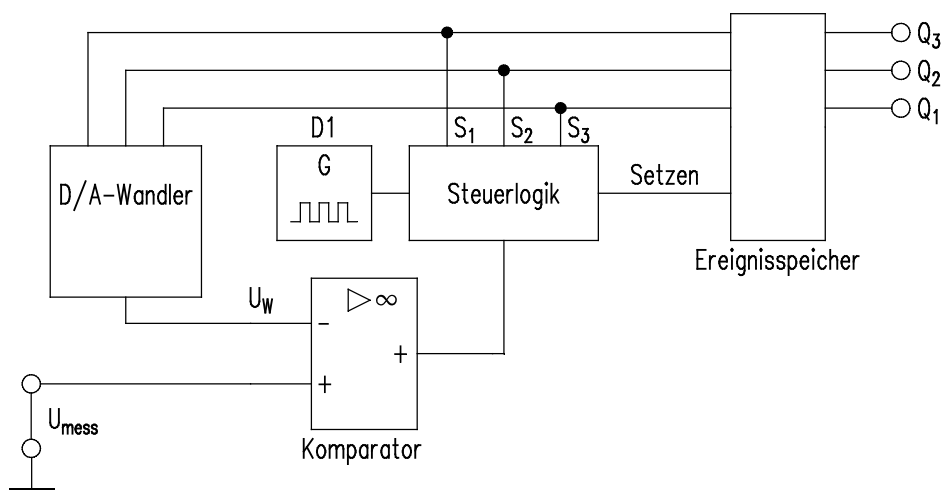 Q3
Q2
Q1
D1
S1
S2
S3
G
D/A-Wandler
Steuerlogik
Setzen
Ereignisspeicher
UW
▷∞
-
+
+
Umess
Komparator